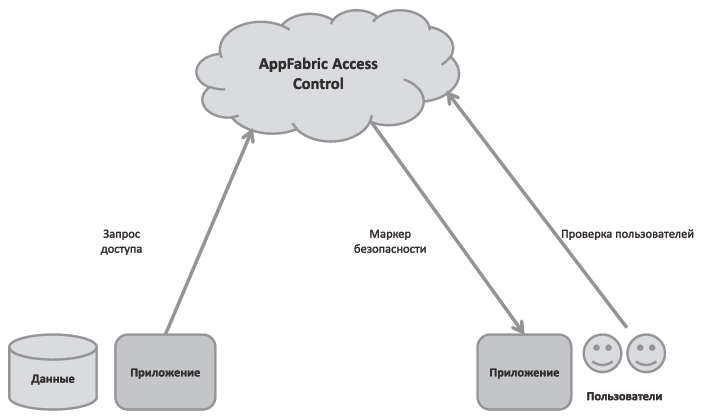 AppFabric Access
Control
Запрос
доступа
Маркер
безопасности
Проверка пользователей
Данные
Приложение
Приложение
Пользователи